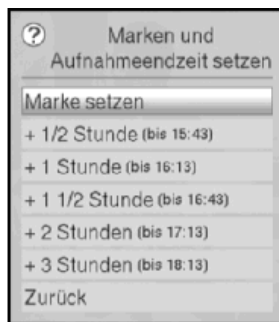 ? Marken und
Aufnahmeendzeit setzen
Marke setzen
+ 1/2 Stunde (bis 15:43)
+ 1 Stunde (bis 16:13)
+ 1 1/2 Stunde (bis 16:43)
+ 2 Stunden (bis 17:13)
+ 3 Stunden (bis 18:13)
Zurück